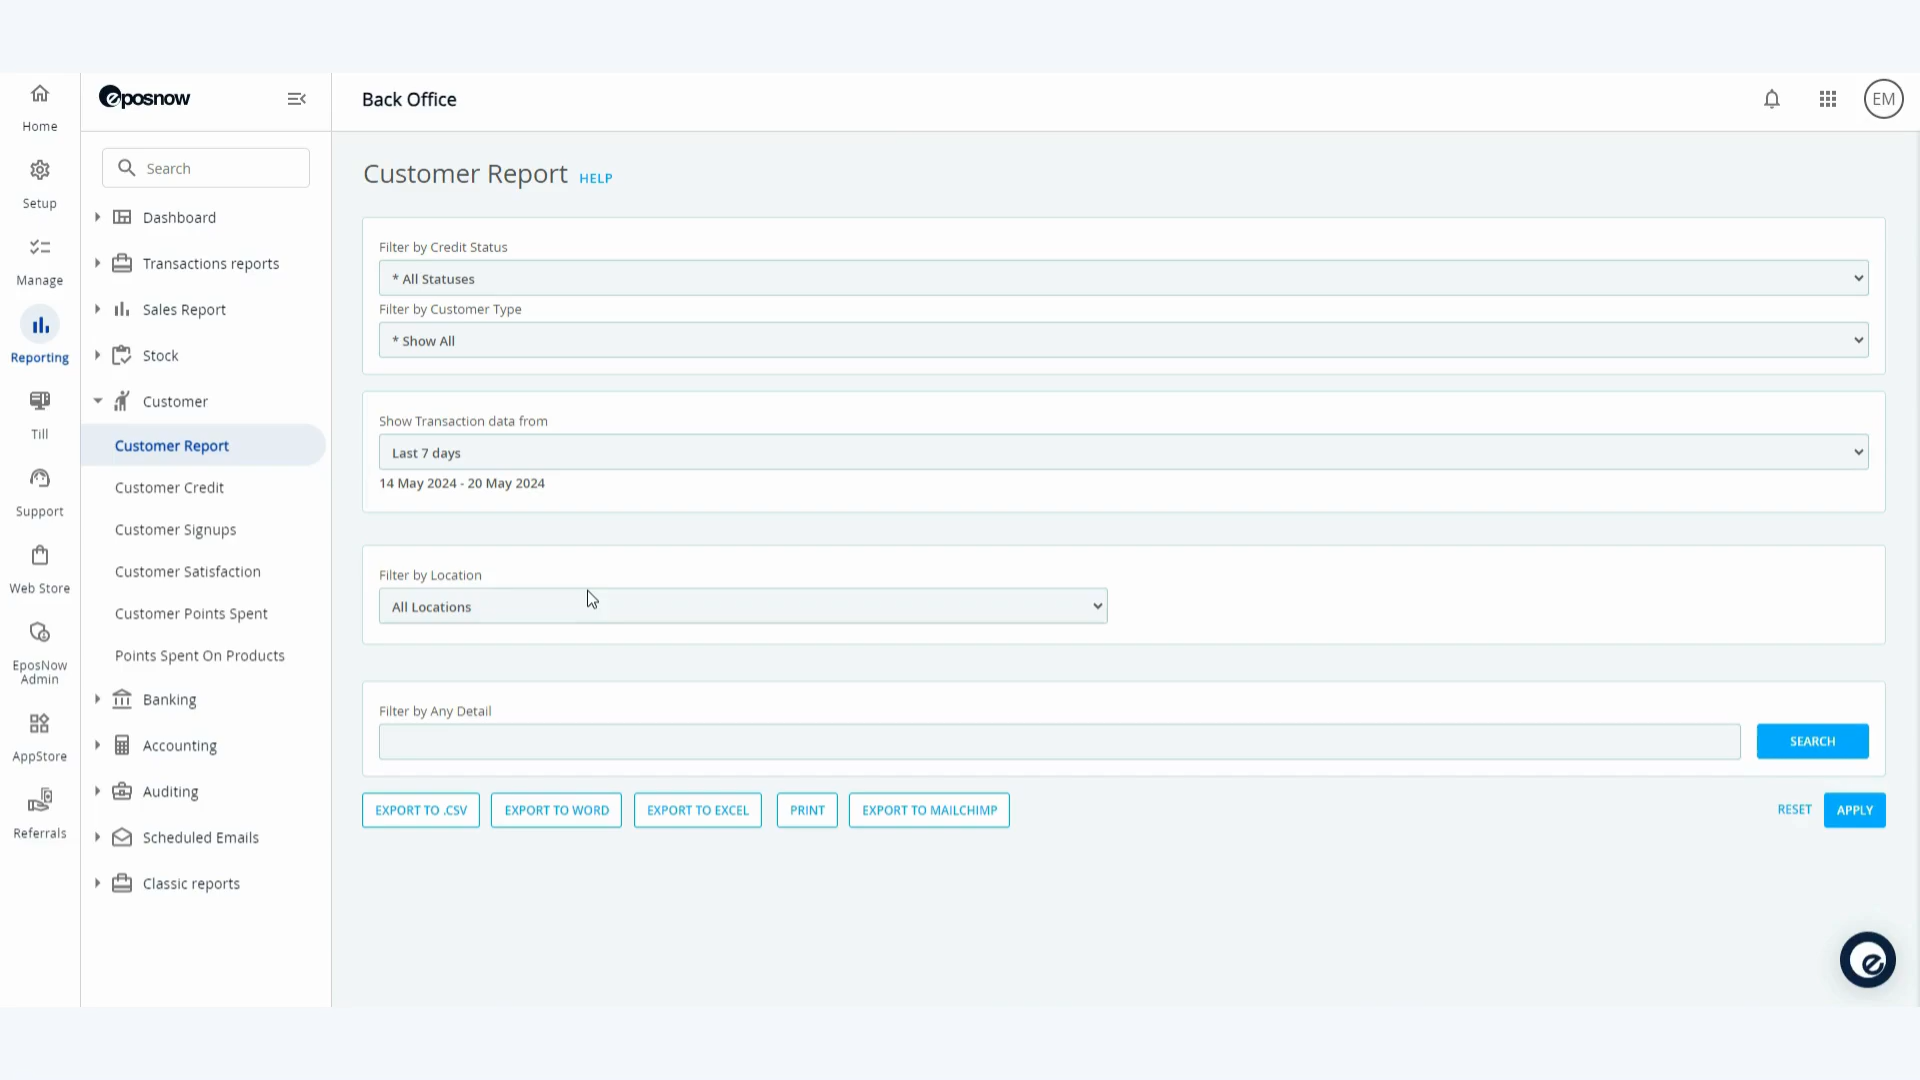 Home
Setup
Manage
Reporting
Till
Support
Web Store
EposNow
Admin
AppStore
Referrals
eposnow
Search
Dashboard
Transactions reports
Sales Report
Stock
Customer
Customer Report
Customer Credit
Customer Signups
Customer Satisfaction
Customer Points Spent
Points Spent On Products
Banking
Accounting
Auditing
Scheduled Emails
Classic reports
Back Office
EM
Customer Report HELP
Filter by Credit Status
* All Statuses
Filter by Customer Type
* Show All
Show Transaction data from
Last 7 days
14 May 2024 - 20 May 2024
Filter by Location
All Locations
Filter by Any Detail
SEARCH
EXPORT TO .CSV EXPORT TO WORD EXPORT TO EXCEL PRINT EXPORT TO MAILCHIMP RESET APPLY